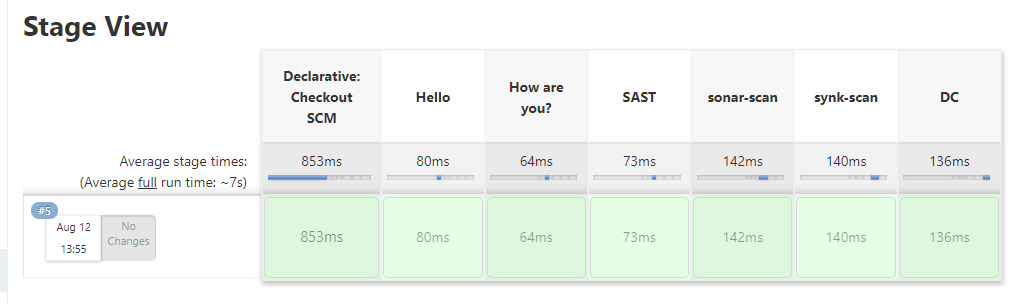 Stage View
Declarative:
Checkout
SCM
Hello
How are
you?
SAST
sonar-scan
synk-scan
DC
Average stage times:
(Average full run time: ~7s)
853ms
80ms
64ms
73ms
142ms
140ms
136ms
#5
Aug 12
13:55
No
Changes
853ms
80ms
64ms
73ms
142ms
140ms
136ms